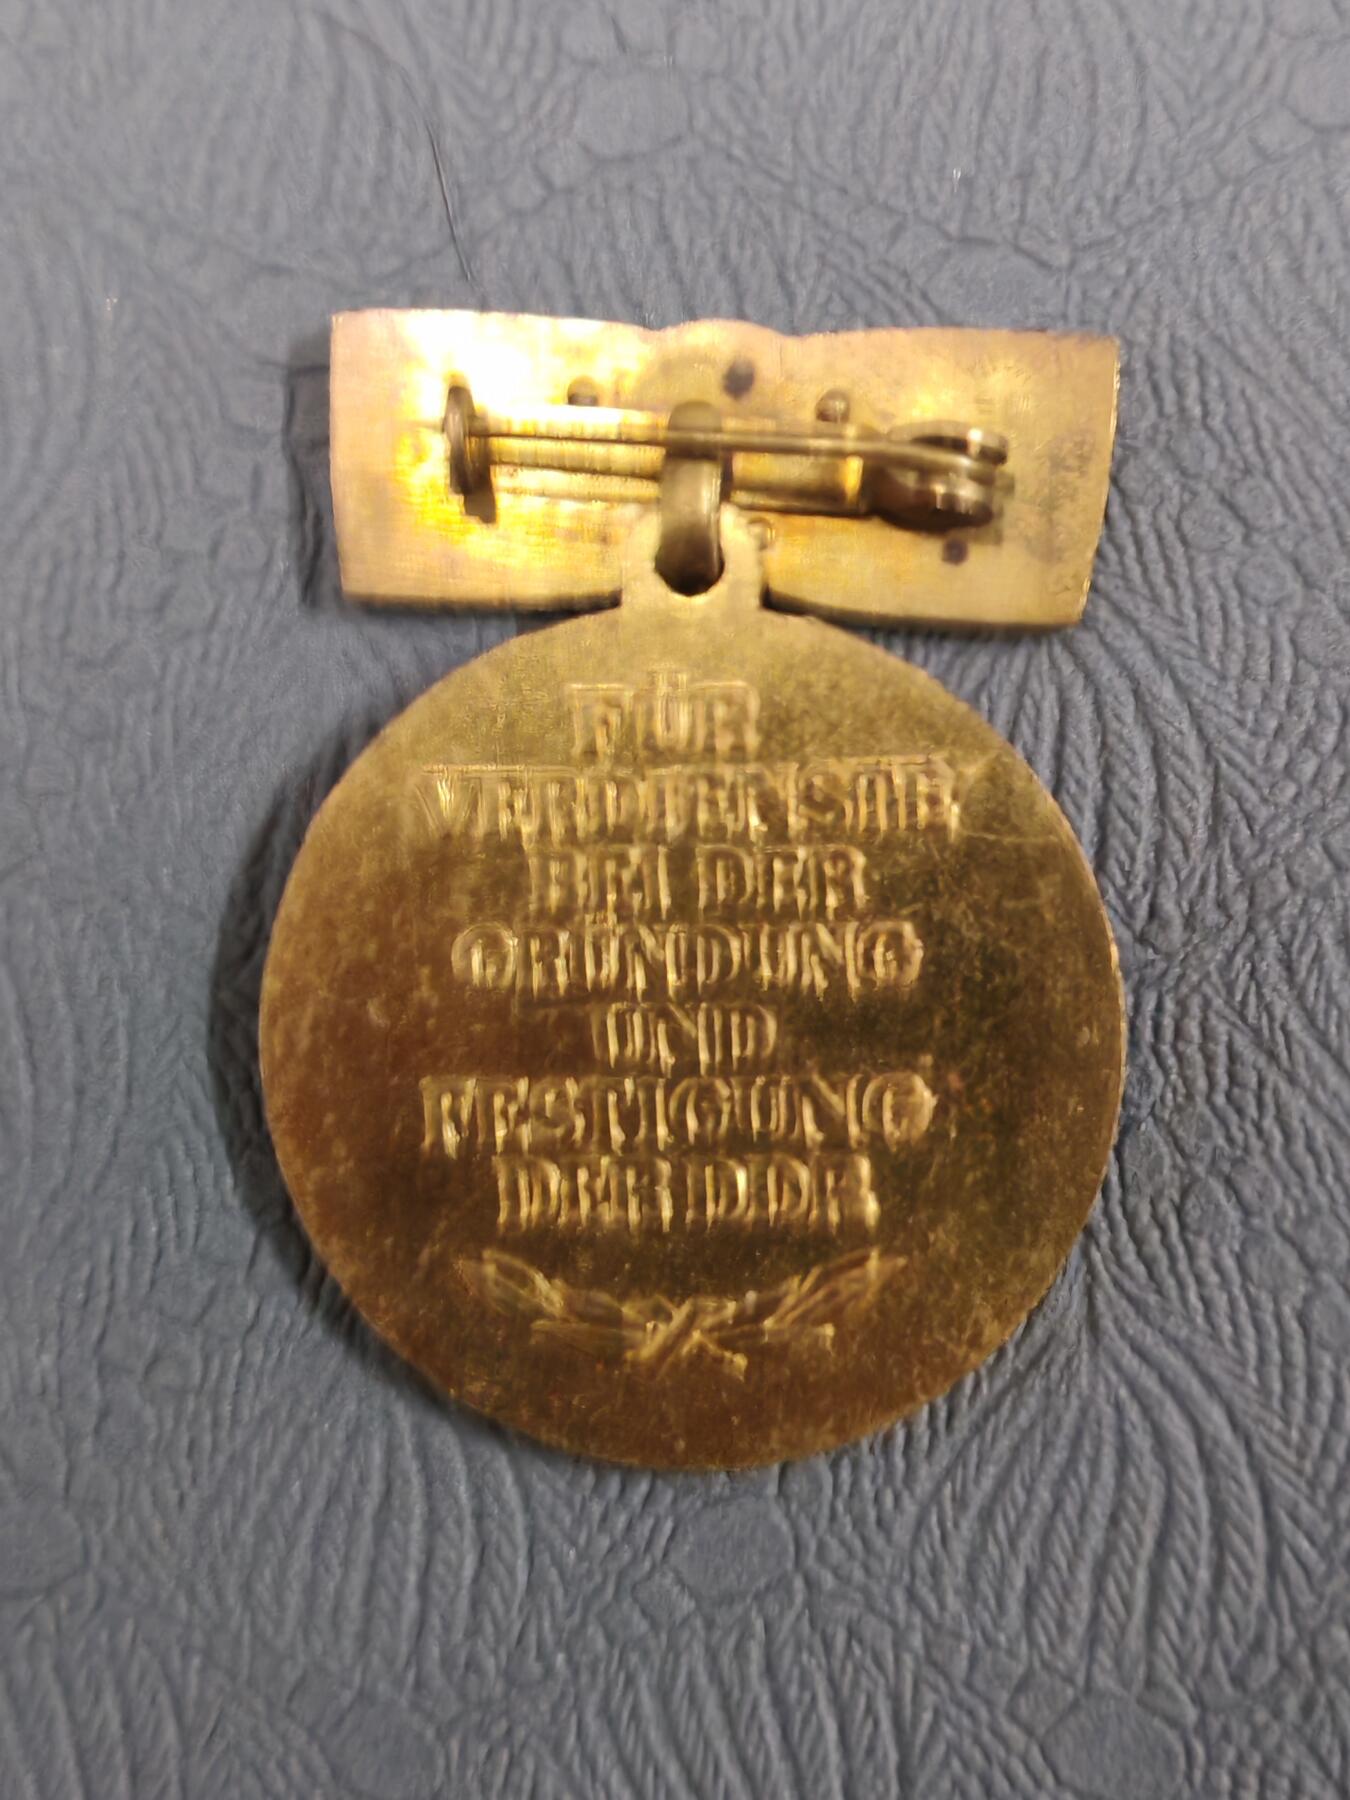 FÜR
VERDIENSTE
BEI DER
GRÜNDUNG
UND
FESTIGUNG
DER DDR